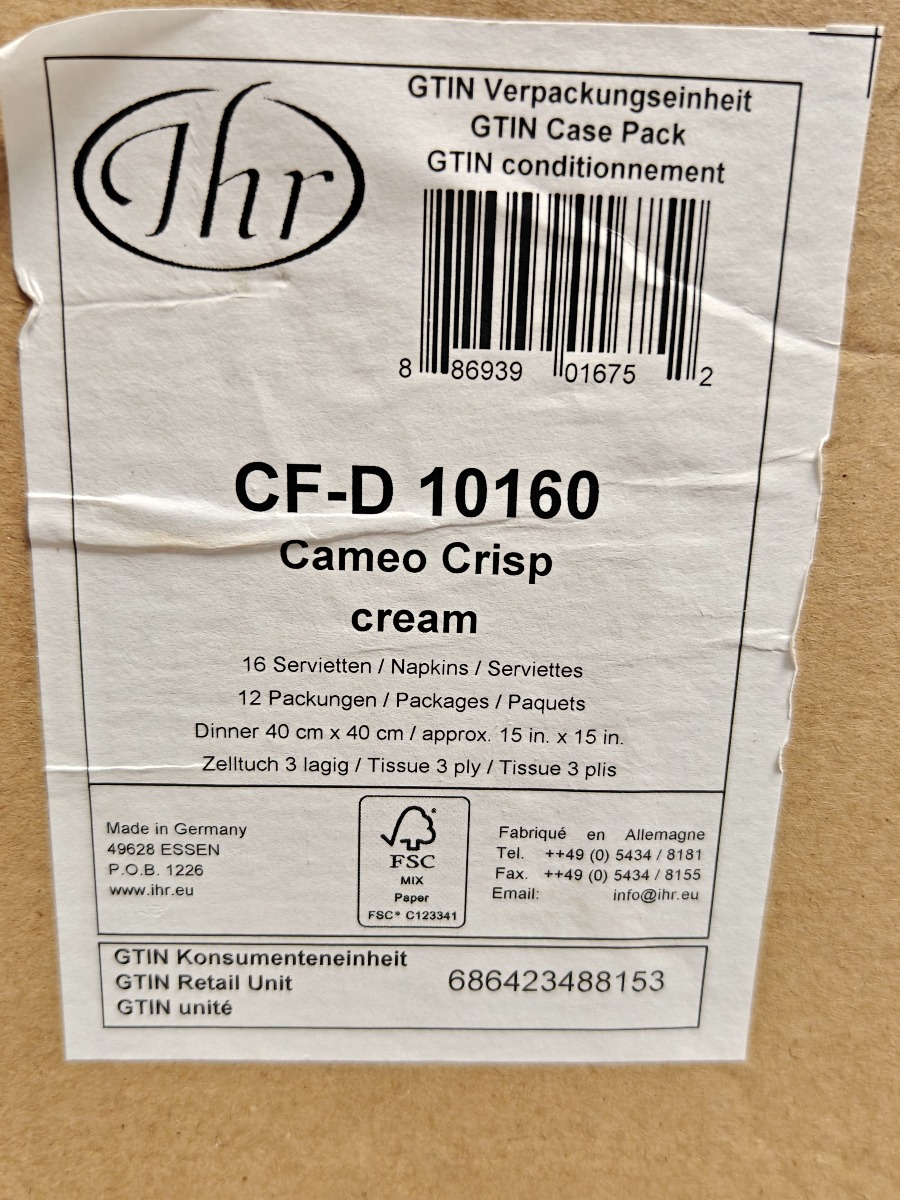 Ihr
GTIN Verpackungseinheit
GTIN Case Pack
GTIN conditionnement
8 86939 01675 2
CF-D 10160
Cameo Crisp
cream
16 Servietten / Napkins / Serviettes
12 Packungen / Packages / Paquets
Dinner 40 cm x 40 cm / approx. 15 in. x 15 in.
Zelltuch 3 lagig / Tissue 3 ply / Tissue 3 plis
Made in Germany
49628 ESSEN
P.O.B. 1226
www.ihr.eu
®
FSC
MIX
Paper
FSC® C123341
Fabriqué en Allemagne
Tel. ++49 (0) 5434 / 8181
Fax. ++49 (0) 5434 / 8155
Email: info@ihr.eu
GTIN Konsumenteneinheit
GTIN Retail Unit
GTIN unité
686423488153